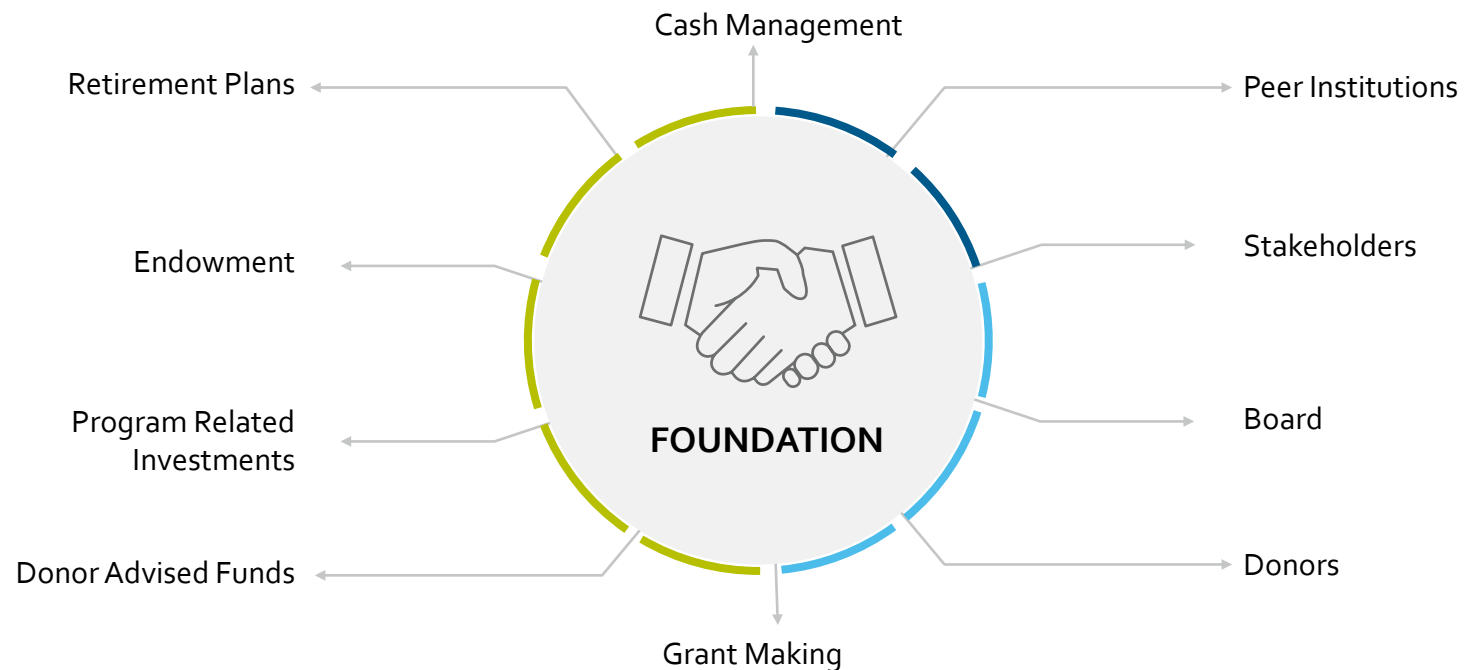 Cash Management
Retirement Plans
Peer Institutions
Endowment
Stakeholders
Program Related
Investments
FOUNDATION
Board
Donor Advised Funds
Donors
Grant Making